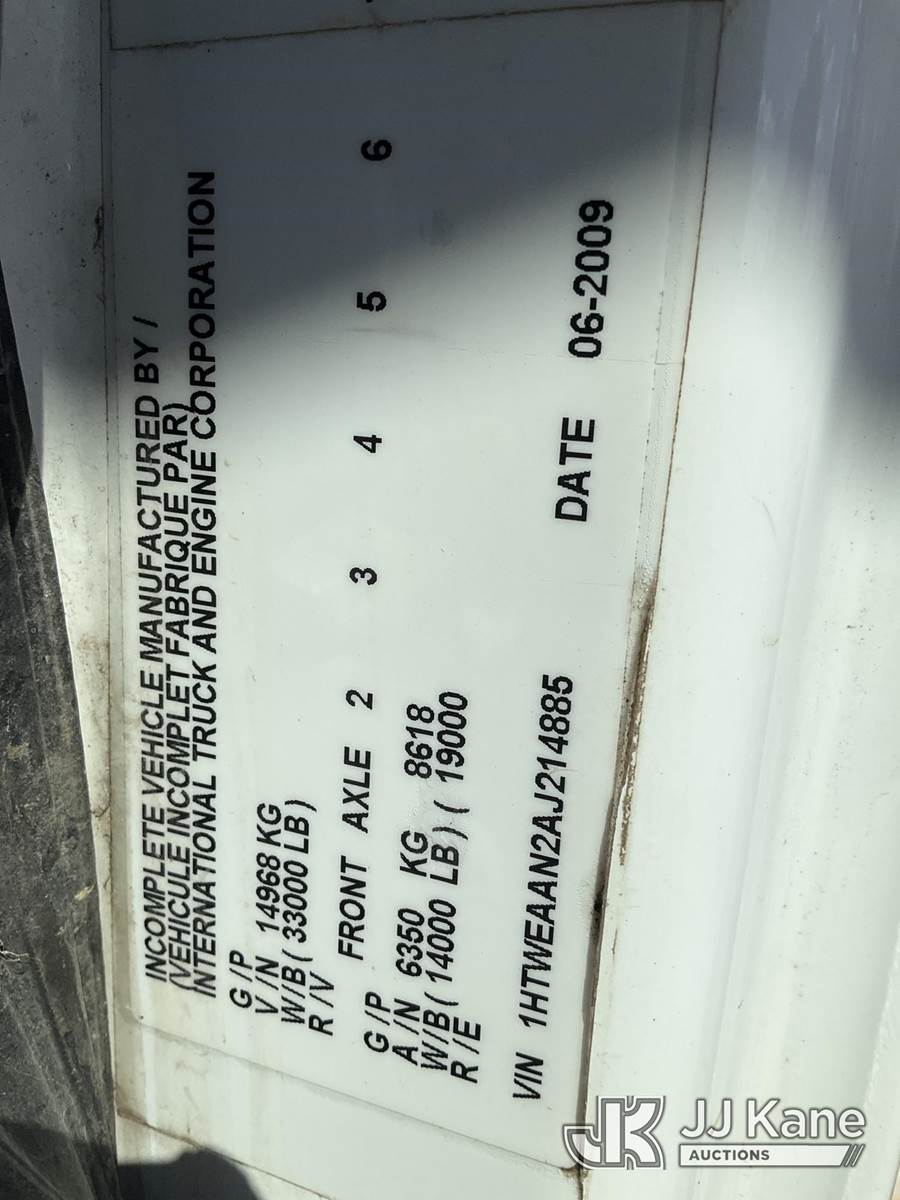 INCOMPLETE VEHICLE MANUFACTURED BY /
(VEHICULE INCOMPLET FABRIQUE PAR)
INTERNATIONAL TRUCK AND ENGINE CORPORATION
G /P
V /N 14968 KG
W/B ( 33000 LB )
R /V
FRONT AXLE 2 3 4 5 6
G /P
A /N 6350 KG 8618
W/B ( 14000 LB ) ( 19000
R /E
VIN 1HTWEAAN2AJ214885 DATE 06-2009
JK JJ Kane
AUCTIONS